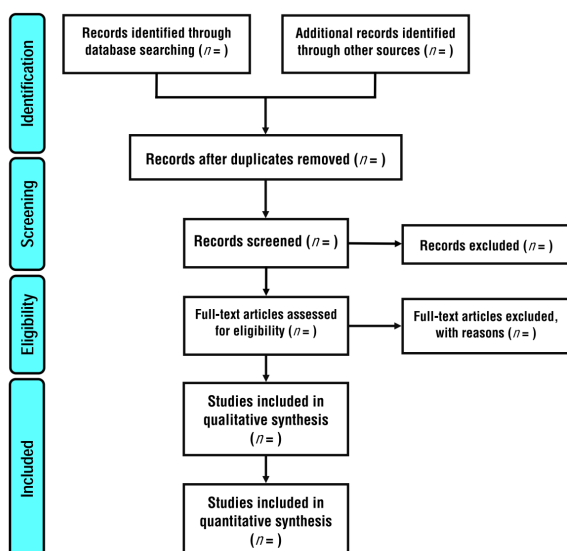 Identification
Records identified through
database searching (n = )
Additional records identified
through other sources (n = )
Records after duplicates removed (n = )
Screening
Records screened (n = )
Records excluded (n = )
Eligibility
Full-text articles assessed
for eligibility (n = )
Full-text articles excluded,
with reasons (n = )
Included
Studies included in
qualitative synthesis
(n = )
Studies included in
quantitative synthesis
(n = )